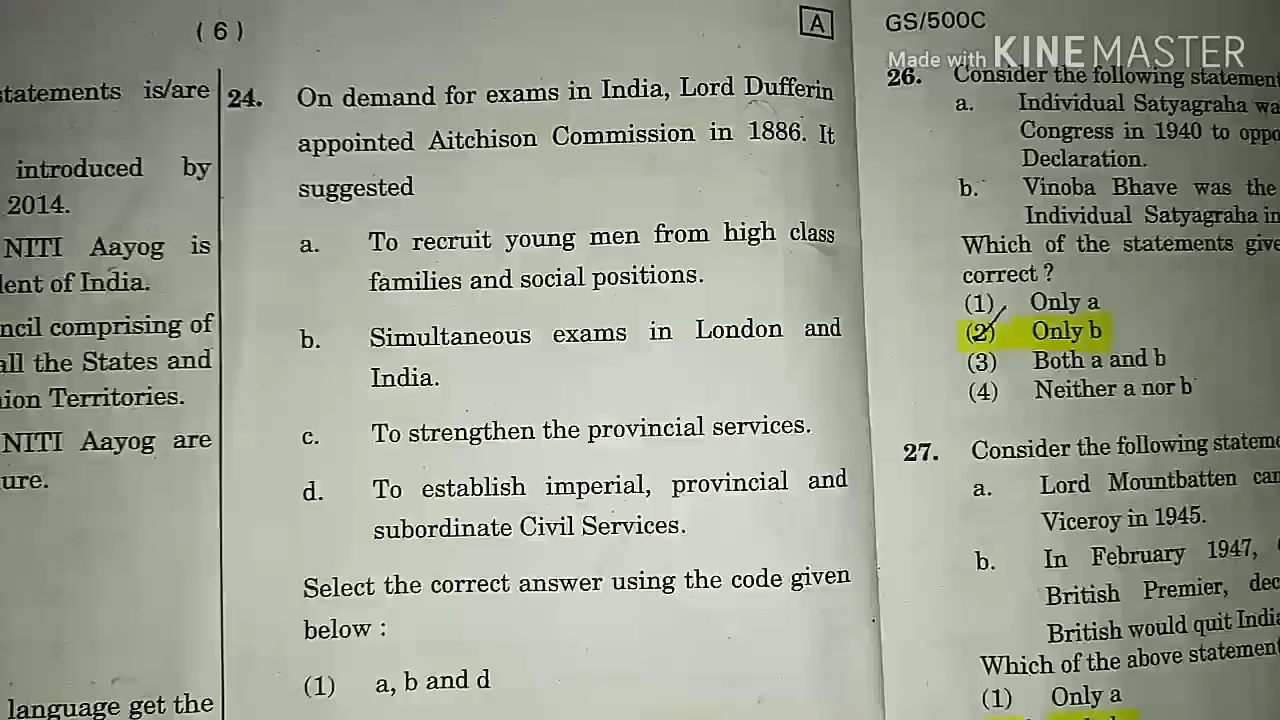 ( 6 )
A
GS/500C
Made with KINEMASTER
statements is/are
introduced by
2014.
NITI Aayog is
dent of India.
ncil comprising of
all the States and
ion Territories.
NITI Aayog are
ure.
language get the
24. On demand for exams in India, Lord Dufferin
appointed Aitchison Commission in 1886. It
suggested
a. To recruit young men from high class
families and social positions.
b. Simultaneous exams in London and
India.
c. To strengthen the provincial services.
d. To establish imperial, provincial and
subordinate Civil Services.
Select the correct answer using the code given
below :
(1) a, b and d
26. Consider the following statement
a. Individual Satyagraha wa
Congress in 1940 to oppo
Declaration.
b. Vinoba Bhave was the
Individual Satyagraha in
Which of the statements give
correct ?
(1) Only a
(2) Only b
(3) Both a and b
(4) Neither a nor b
27. Consider the following stateme
a. Lord Mountbatten can
Viceroy in 1945.
b. In February 1947,
British Premier, dec
British would quit India
Which of the above statement
(1) Only a